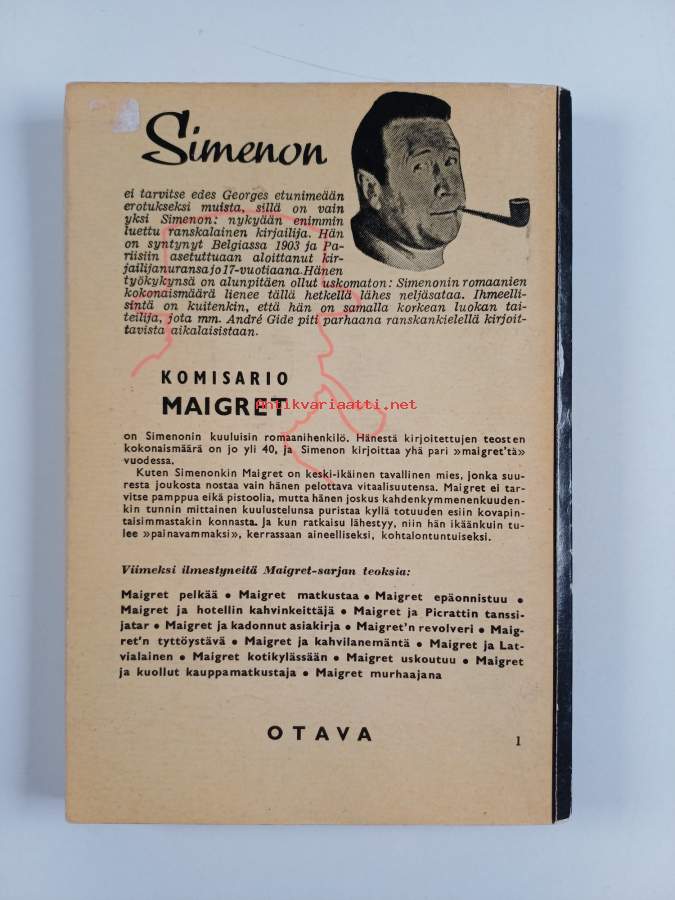 Simenon
ei tarvitse edes Georges etunimeään
erotukseksi muista, sillä on vain
yksi Simenon: nykyään enimmin
luettu ranskalainen kirjailija. Hän
on syntynyt Belgiassa 1903 ja Pa-
riisiin asetuttuaan aloittanut kir-
jailijanuransa jo 17-vuotiaana. Hänen
työkykynsä on alunpitäen ollut uskomaton: Simenonin romaanien
kokonaismäärä lienee tällä hetkellä lähes neljäsataa. Ihmeelli-
sintä on kuitenkin, että hän on samalla korkean luokan tai-
teilija, jota mm. André Gide piti parhaana ranskankielellä kirjoit-
tavista aikalaisistaan.
KOMISARIO
MAIGRET
Antikvariaatti.net
on Simenonin kuuluisin romaanihenkilö. Hänestä kirjoitettujen teosten
kokonaismäärä on jo yli 40, ja Simenon kirjoittaa yhä pari »maigret'tä»
vuodessa.
Kuten Simenonkin Maigret on keski-ikäinen tavallinen mies, jonka suu-
resta joukosta nostaa vain hänen pelottava vitaalisuutensa. Maigret ei tar-
vitse pamppua eikä pistoolia, mutta hänen joskus kahdenkymmenenkuuden-
kin tunnin mittainen kuulustelunsa puristaa kyllä totuuden esiin kovapin-
taisimmastakin konnasta. Ja kun ratkaisu lähestyy, niin hän ikäänkuin tu-
lee »painavammaksi», kerrassaan aineelliseksi, kohtalontuntuiseksi.
Viimeksi ilmestyneitä Maigret-sarjan teoksia:
Maigret pelkää • Maigret matkustaa • Maigret epäonnistuu •
Maigret ja hotellin kahvinkeittäjä • Maigret ja Picrattin tanssi-
jatar • Maigret ja kadonnut asiakirja • Maigret'n revolveri • Maig-
ret'n tyttöystävä • Maigret ja kahvilanemäntä • Maigret ja Lat-
vialainen • Maigret kotikylässään • Maigret uskoutuu • Maigret
ja kuollut kauppamatkustaja • Maigret murhaajana
OTAVA
1